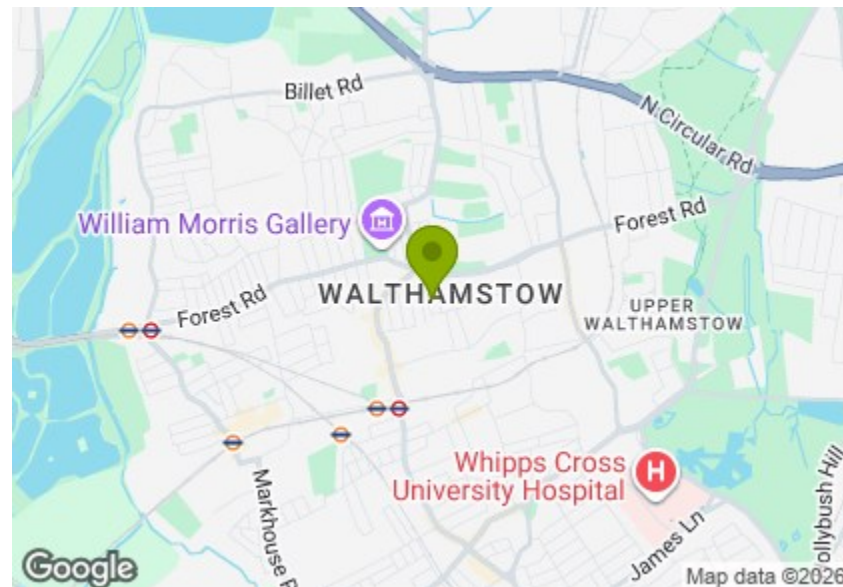 Billet Rd
N Circular Rd
William Morris Gallery
Forest Rd
WALTHAMSTOW
Forest Rd
UPPER
WALTHAMSTOW
Whipps Cross
University Hospital
H
Markhouse
James Ln
ollybush Hill
Google
Map data ©2026